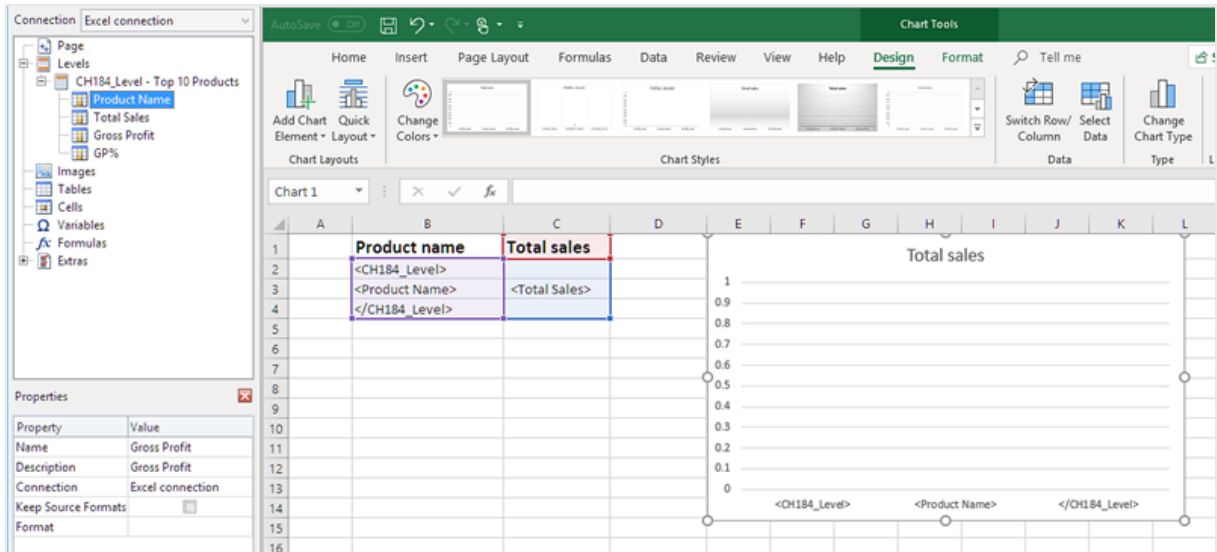 Connection Excel connection
Page
Levels
CH184_Level - Top 10 Products
Product Name
Total Sales
Gross Profit
GP%
Images
Tables
Cells
Variables
fx Formulas
Extras
Properties
Property Value
Name Gross Profit
Description Gross Profit
Connection Excel connection
Keep Source Formats
Format
AutoSave Off
Chart Tools
Home Insert Page Layout Formulas Data Review View Help Design Format Tell me
Add Chart Element Quick Layout
Change Colors
Switch Row/ Column Select Data
Change Chart Type
Chart Layouts Chart Styles Data Type
Chart 1 fx
A B C D E F G H I J K L
1 Product name Total sales
2 <CH184_Level>
3 <Product Name> <Total Sales>
4 </CH184_Level>
5
6
7
8
9
10
11
12
13
14
15
16
Total sales
1
0.9
0.8
0.7
0.6
0.5
0.4
0.3
0.2
0.1
0
<CH184_Level> <Product Name> </CH184_Level>